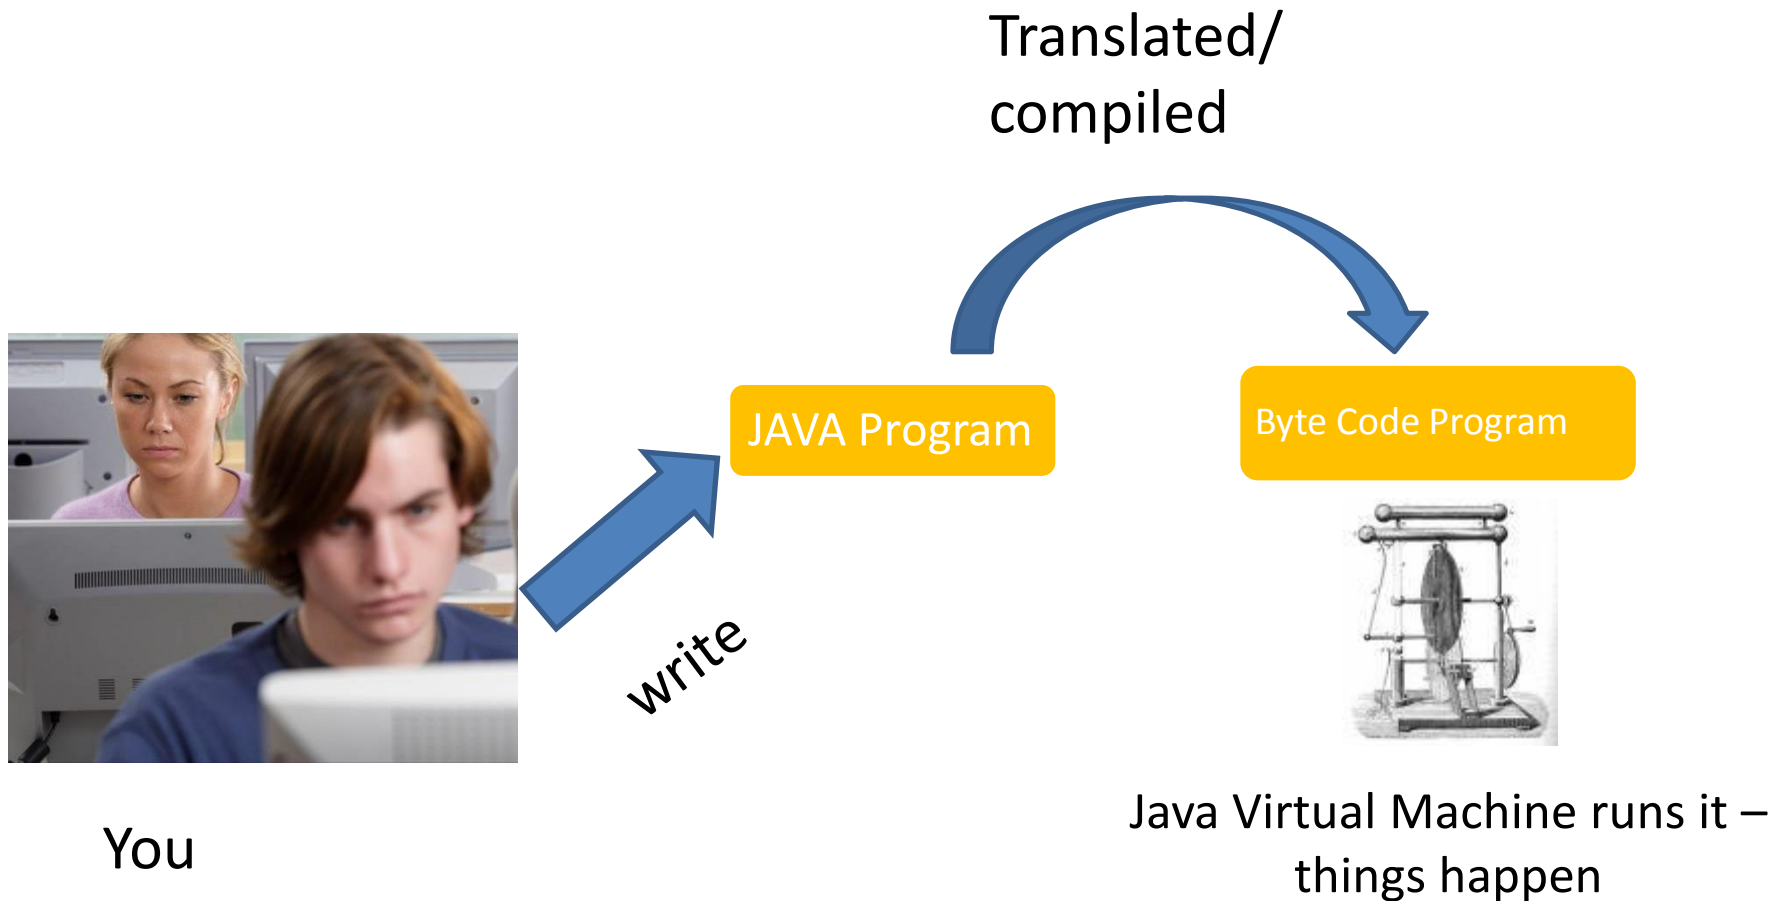 Translated/
compiled
JAVA Program
Byte Code Program
write
You
Java Virtual Machine runs it –
things happen